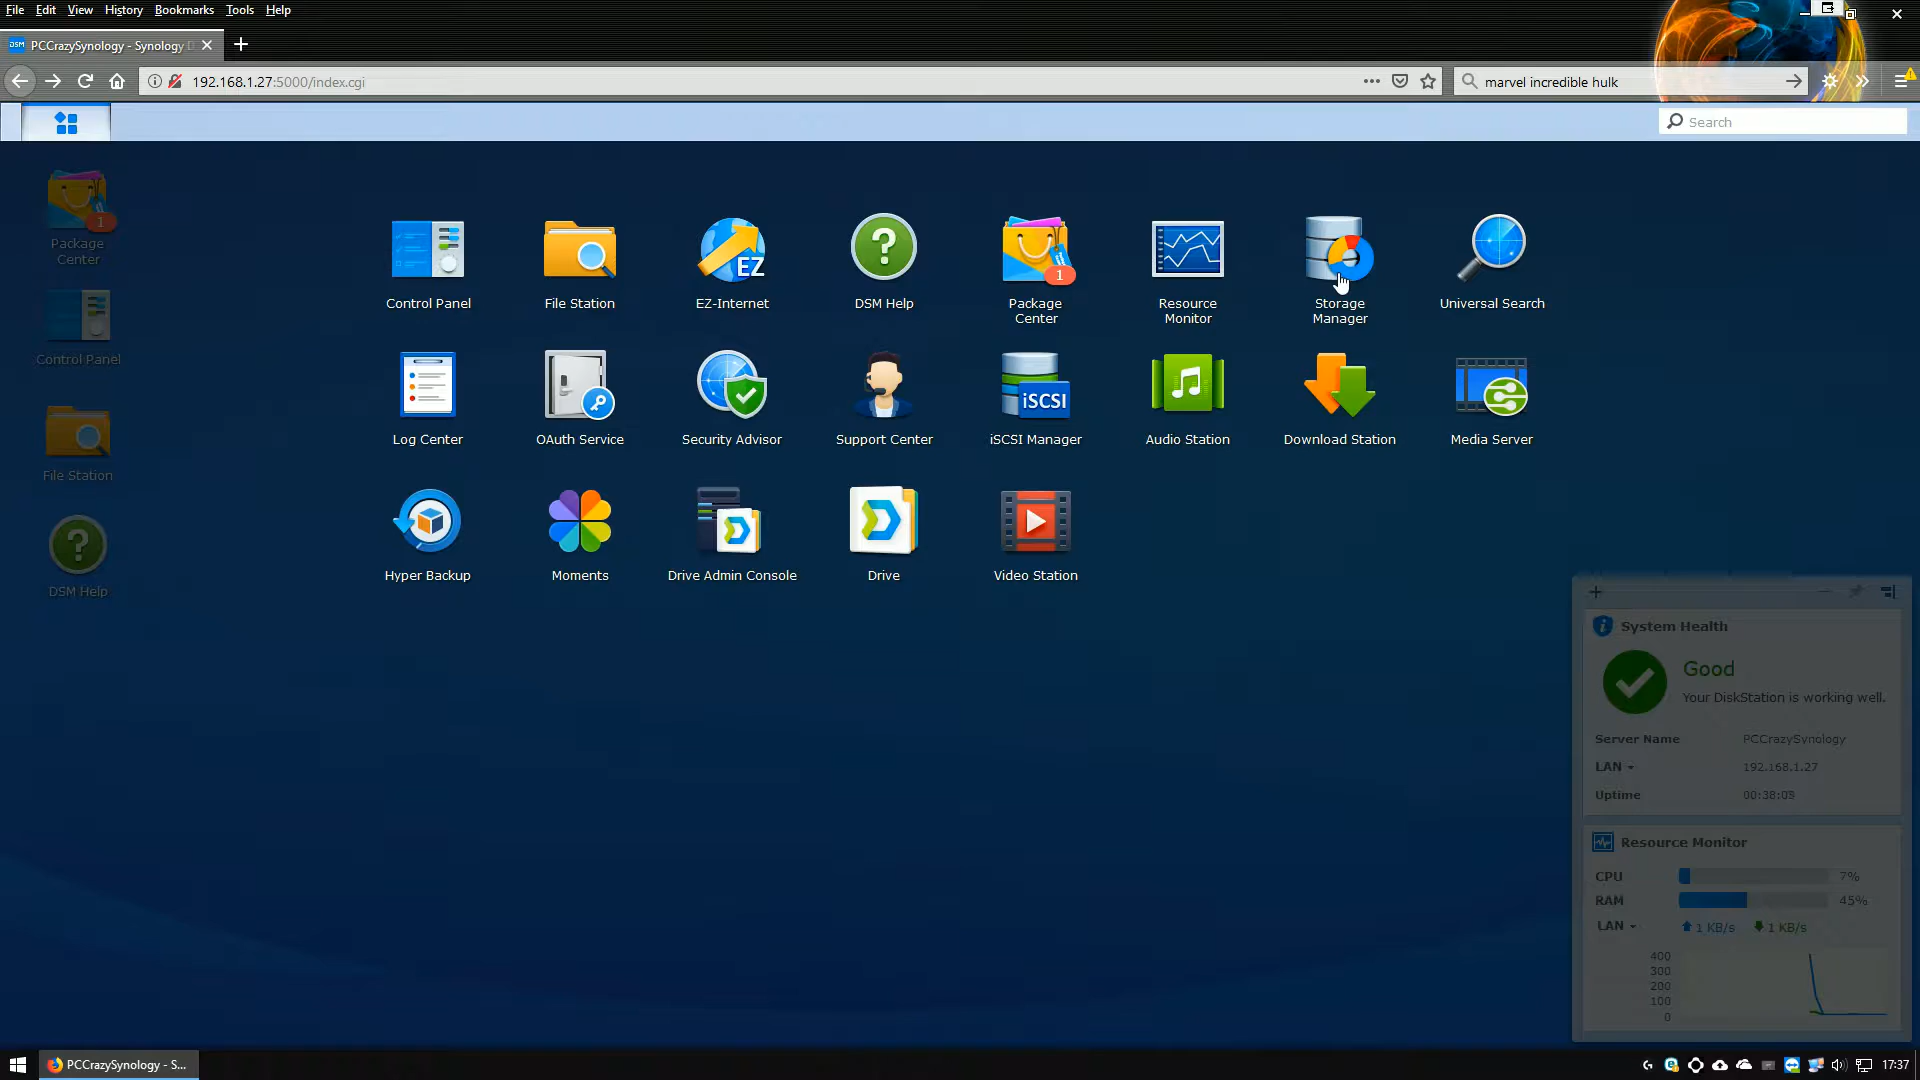 File Edit View History Bookmarks Tools Help
PCCrazySynology - Synology
192.168.1.27:5000/index.cgi
marvel incredible hulk
Search
Package Center 1
Control Panel
File Station
DSM Help
Control Panel
File Station
EZ
EZ-Internet
DSM Help
1
Package Center
Resource Monitor
Storage Manager
Universal Search
Log Center
OAuth Service
Security Advisor
Support Center
iSCSI
iSCSI Manager
Audio Station
Download Station
Media Server
Hyper Backup
Moments
Drive Admin Console
Drive
Video Station
System Health
Good
Your DiskStation is working well.
Server Name PCCrazySynology
LAN 192.168.1.27
Uptime 00:38:03
Resource Monitor
CPU 7%
RAM 45%
LAN 1 KB/s 1 KB/s
400
300
200
100
0
PCCrazySynology - S...
17:37